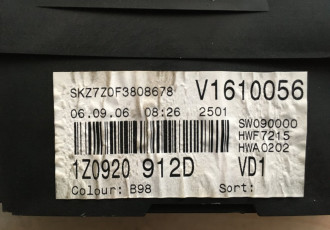 SKZ7Z0F3808678 V1610056
06.09.06 08:26 2501 SW090000
HWF7215
HWA0202
1Z0920 912D VD1
Colour: B98 Sort: